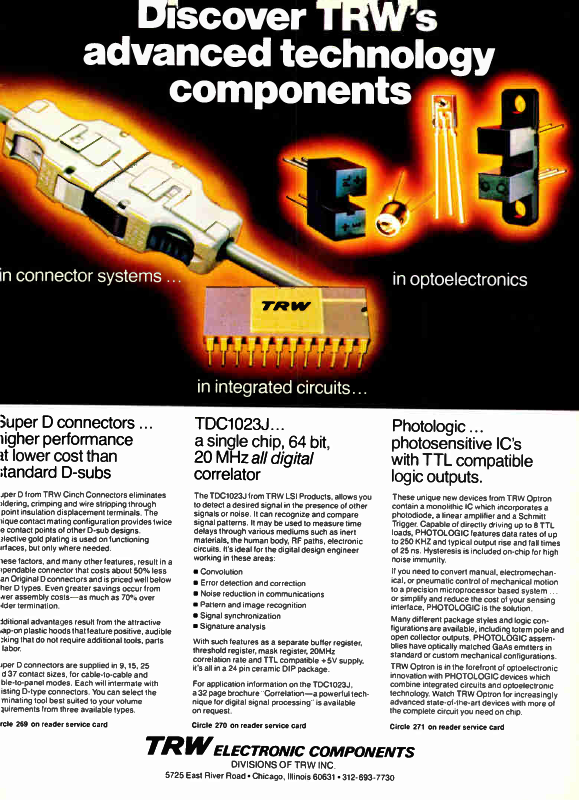 Discover TRW's
advanced technology
components
in connector systems ...
in optoelectronics
TRW
in integrated circuits...
Super D connectors ...
higher performance
at lower cost than
standard D-subs
Super D from TRW Cinch Connectors eliminates
soldering, crimping and wire stripping through
point insulation displacement terminals. The
unique contact mating configuration provides twice
the contact points of other D-sub designs.
Selective gold plating is used on functioning
surfaces, but only where needed.
These factors, and many other features, result in a
dependable connector that costs about 50% less
than Original D connectors and is priced well below
other D types. Even greater savings occur from
lower assembly costs—as much as 70% over
solder termination.
Additional advantages result from the attractive
snap-on plastic hoods that feature positive, audible
locking that do not require additional tools, parts
labor.
Super D connectors are supplied in 9, 15, 25
and 37 contact sizes, for cable-to-cable and
cable-to-panel modes. Each will intermate with
existing D-type connectors. You can select the
terminating tool best suited to your volume
requirements from three available types.
Circle 269 on reader service card
TDC1023J...
a single chip, 64 bit,
20 MHz all digital
correlator
The TDC1023J from TRW LSI Products, allows you
to detect a desired signal in the presence of other
signals or noise. It can recognize and compare
signal patterns. It may be used to measure time
delays through various mediums such as inert
materials, the human body, RF paths, electronic
circuits. It's ideal for the digital design engineer
working in these areas:
■ Convolution
■ Error detection and correction
■ Noise reduction in communications
■ Pattern and image recognition
■ Signal synchronization
■ Signature analysis
With such features as a separate buffer register,
threshold register, mask register, 20MHz
correlation rate and TTL compatible +5V supply,
it's all in a 24 pin ceramic DIP package.
For application information on the TDC1023J,
a 32 page brochure "Correlation—a powerful tech-
nique for digital signal processing" is available
on request.
Circle 270 on reader service card
Photologic ...
photosensitive IC's
with TTL compatible
logic outputs.
These unique new devices from TRW Optron
contain a monolithic IC which incorporates a
photodiode, a linear amplifier and a Schmitt
Trigger. Capable of directly driving up to 8 TTL
loads, PHOTOLOGIC features data rates of up
to 250 KHZ and typical output rise and fall times
of 25 ns. Hysteresis is included on-chip for high
noise immunity.
If you need to convert manual, electromechan-
ical, or pneumatic control of mechanical motion
to a precision microprocessor based system ...
or simplify and reduce the cost of your sensing
interface, PHOTOLOGIC is the solution.
Many different package styles and logic con-
figurations are available, including totem pole and
open collector outputs. PHOTOLOGIC assem-
blies have optically matched GaAs emitters in
standard or custom mechanical configurations.
TRW Optron is in the forefront of optoelectronic
innovation with PHOTOLOGIC devices which
combine integrated circuits and optoelectronic
technology. Watch TRW Optron for increasingly
advanced state-of-the-art devices with more of
the complete circuit you need on chip.
Circle 271 on reader service card
TRW ELECTRONIC COMPONENTS
DIVISIONS OF TRW INC.
5725 East River Road • Chicago, Illinois 60631 • 312-693-7730